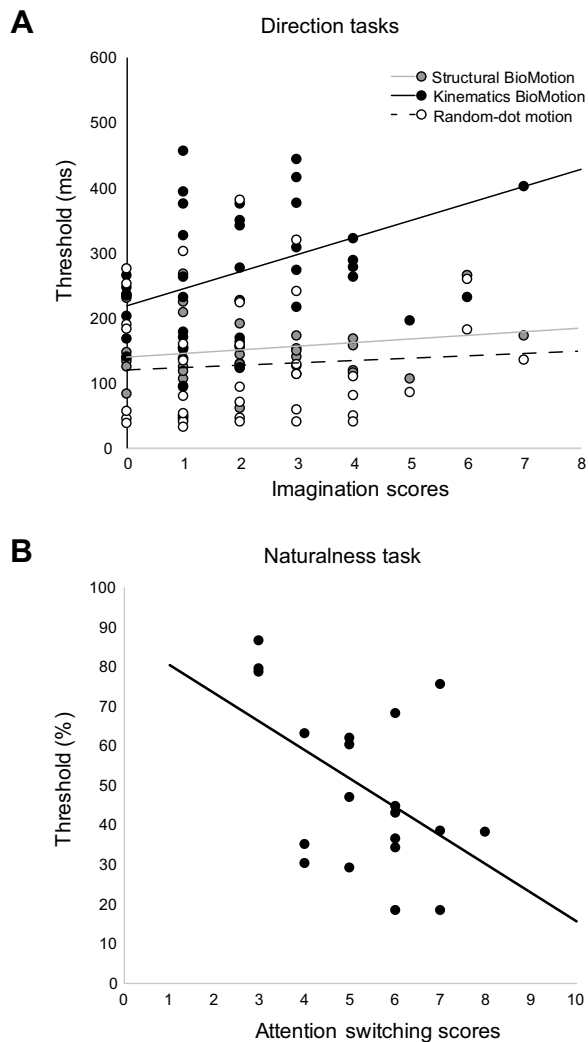 A
Direction tasks
600
500
400
300
200
100
0
Threshold (ms)
Structural BioMotion
Kinematics BioMotion
Random-dot motion
0 1 2 3 4 5 6 7 8
Imagination scores
B
Naturalness task
100
90
80
70
60
50
40
30
20
10
0
Threshold (%)
0 1 2 3 4 5 6 7 8 9 10
Attention switching scores